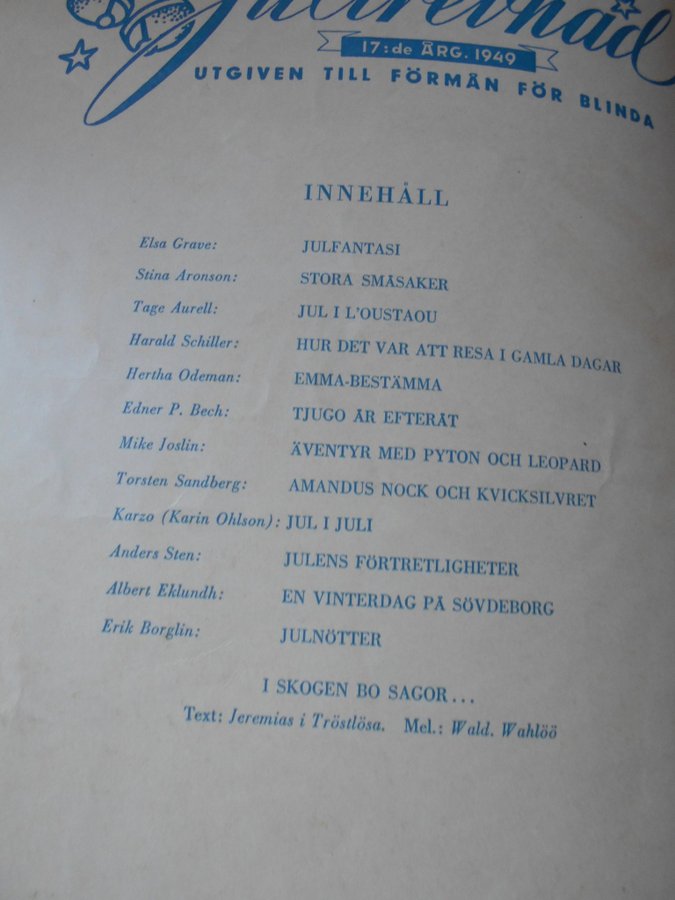 Jultrevnad
17:de ÅRG. 1949
UTGIVEN TILL FÖRMÅN FÖR BLINDA
INNEHÅLL
Elsa Grave: JULFANTASI
Stina Aronson: STORA SMÅSAKER
Tage Aurell: JUL I L'OUSTAOU
Harald Schiller: HUR DET VAR ATT RESA I GAMLA DAGAR
Hertha Odeman: EMMA-BESTÄMMA
Edner P. Bech: TJUGO ÅR EFTERÅT
Mike Joslin: ÄVENTYR MED PYTON OCH LEOPARD
Torsten Sandberg: AMANDUS NOCK OCH KVICKSILVRET
Karzo (Karin Ohlson): JUL I JULI
Anders Sten: JULENS FÖRTRETLIGHETER
Albert Eklundh: EN VINTERDAG PÅ SÖVDEBORG
Erik Borglin: JULNÖTTER
I SKOGEN BO SAGOR...
Text: Jeremias i Tröstlösa. Mel.: Wald. Wahlöö